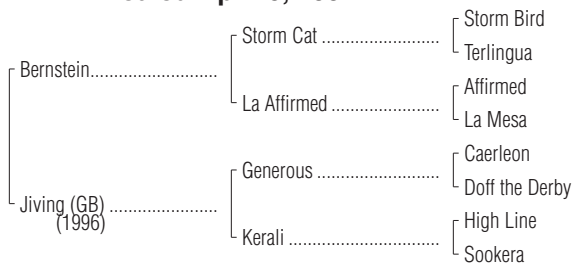 Storm Bird
Storm Cat ........................
Terlingua
Bernstein..........................
Affirmed
La Affirmed ......................
La Mesa
Caerleon
Generous .........................
Doff the Derby
Jiving (GB) ......................
(1996)
High Line
Kerali ...............................
Sookera